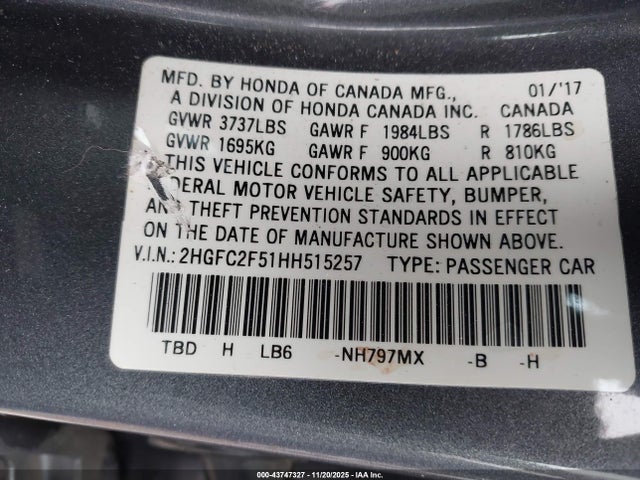 MFD. BY HONDA OF CANADA MFG., 01/'17
A DIVISION OF HONDA CANADA INC. CANADA
GVWR 3737LBS GAWR F 1984LBS R 1786LBS
GVWR 1695KG GAWR F 900KG R 810KG
THIS VEHICLE CONFORMS TO ALL APPLICABLE
DERAL MOTOR VEHICLE SAFETY, BUMPER,
AND THEFT PREVENTION STANDARDS IN EFFECT
ON THE DATE OF MANUFACTURE SHOWN ABOVE.
V.I.N.: 2HGFC2F51HH515257 TYPE: PASSENGER CAR
TBD H LB6 -NH797MX -B -H
000-43747327 - 11/20/2025 - IAA Inc.